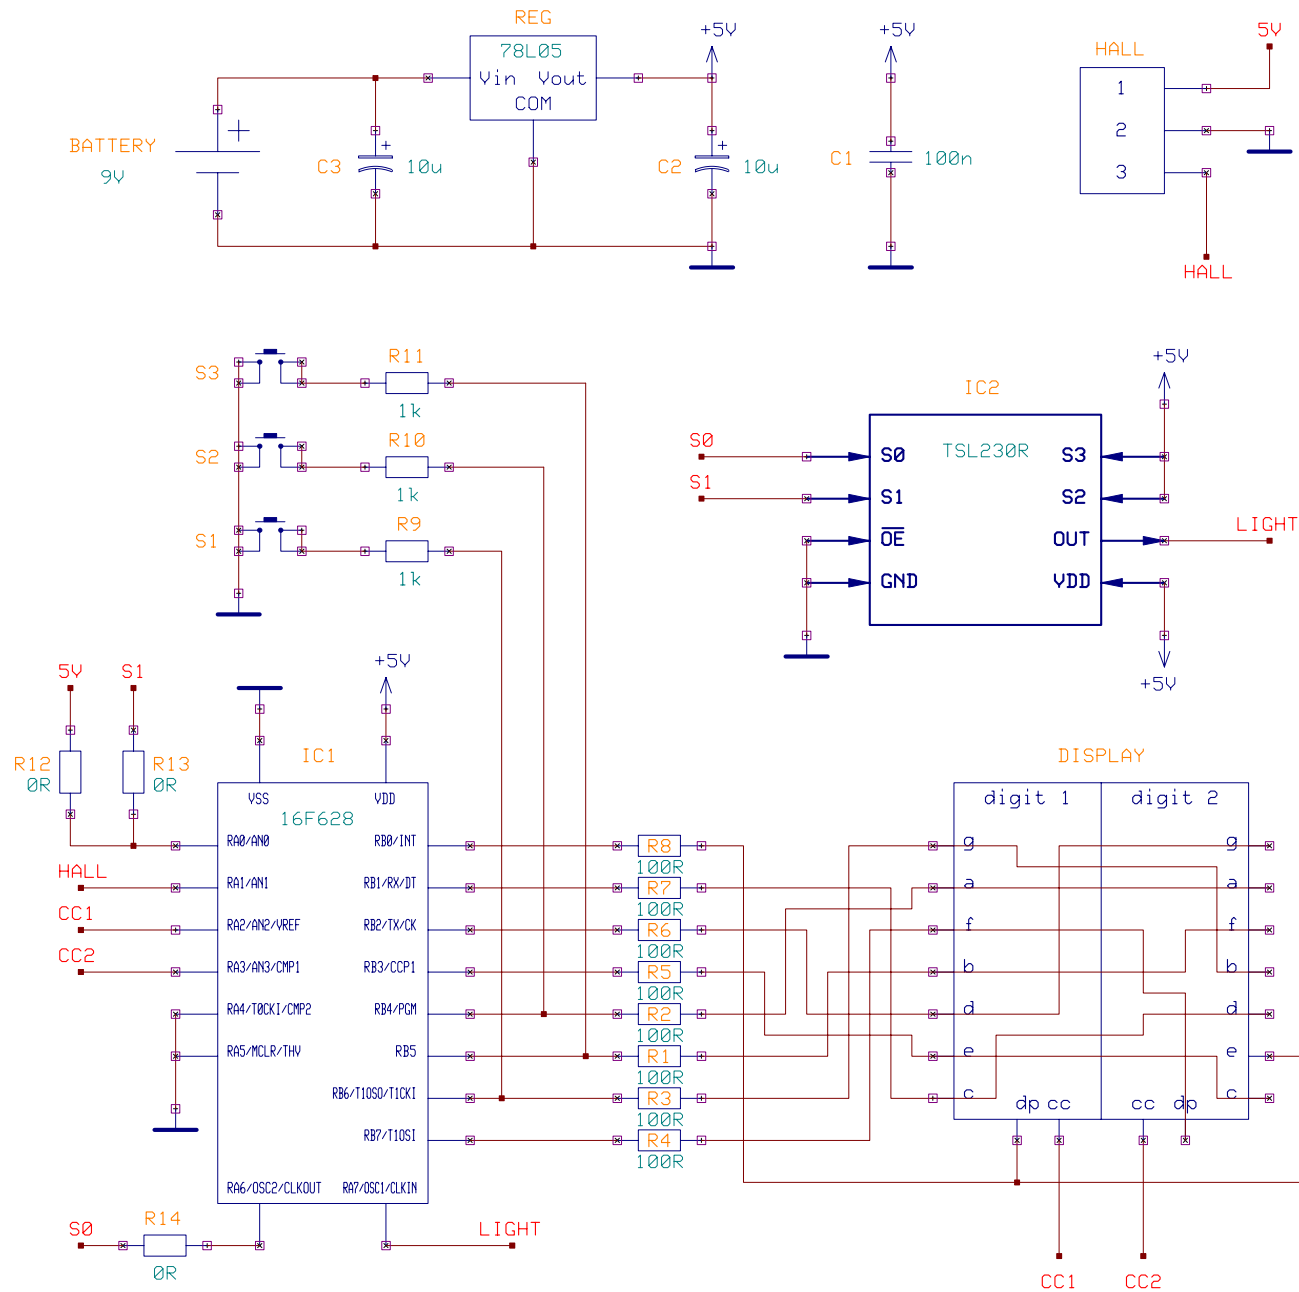 REG
78L05
Vin Vout
COM
+5V
+5V
HALL
5V
1
2
3
HALL
BATTERY
9V
+
C3
+
10u
C2
+
10u
C1
100n
S3
R11
1k
S2
R10
1k
S1
R9
1k
IC2
TSL230R
+5V
S0
S1
S0
S1
OE
GND
S3
S2
OUT
VDD
LIGHT
+5V
5V
S1
+5V
R12
0R
R13
0R
IC1
16F628
VSS
VDD
RA0/AN0
RA1/AN1
RA2/AN2/VREF
RA3/AN3/CMP1
RA4/T0CKI/CMP2
RA5/MCLR/THV
RA6/OSC2/CLKOUT
RA7/OSC1/CLKIN
RB0/INT
RB1/RX/DT
RB2/TX/CK
RB3/CCP1
RB4/PGM
RB5
RB6/T1OSO/T1CKI
RB7/T1OSI
HALL
CC1
CC2
S0
R14
0R
LIGHT
R8
100R
R7
100R
R6
100R
R5
100R
R2
100R
R1
100R
R3
100R
R4
100R
DISPLAY
digit 1
digit 2
g
a
f
b
d
e
c
dp cc
g
a
f
b
d
e
c
cc dp
CC1
CC2